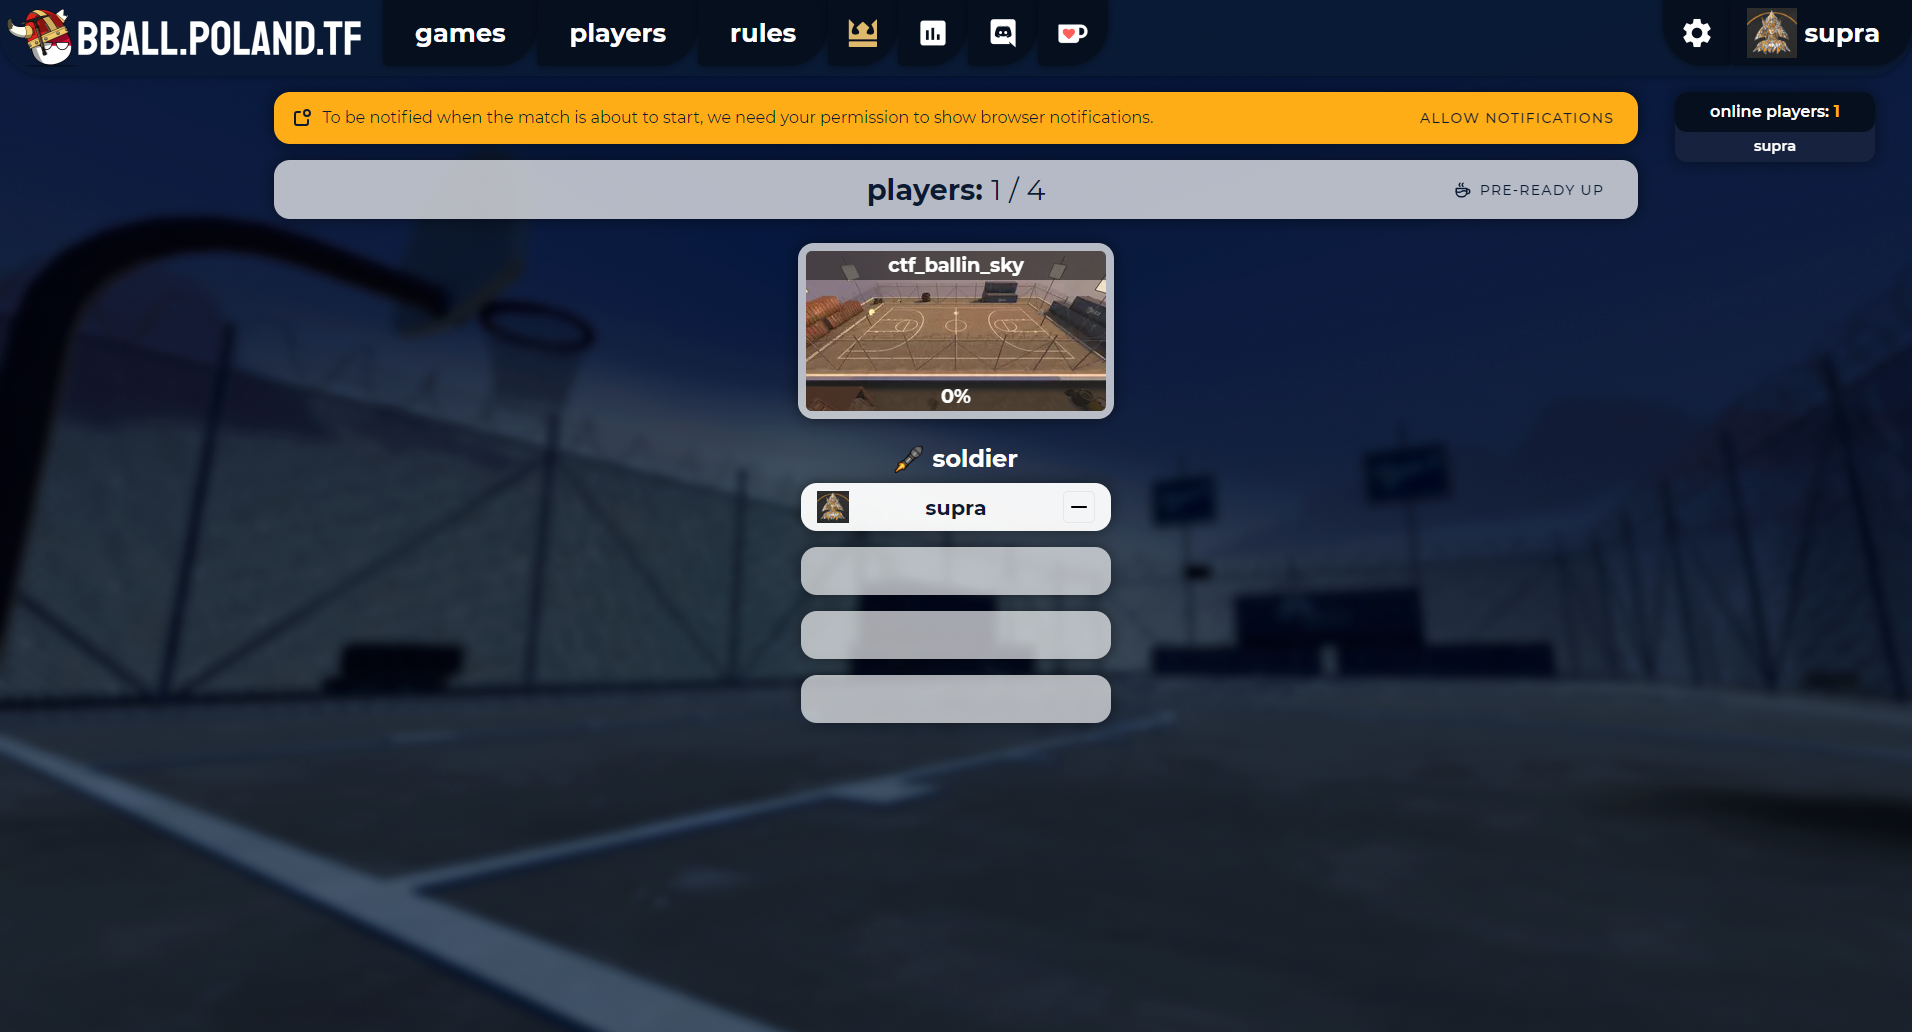 BBALL.POLAND.TF
games
players
rules
supra
To be notified when the match is about to start, we need your permission to show browser notifications.
ALLOW NOTIFICATIONS
online players: 1
supra
players: 1 / 4
PRE-READY UP
ctf_ballin_sky
0%
soldier
supra